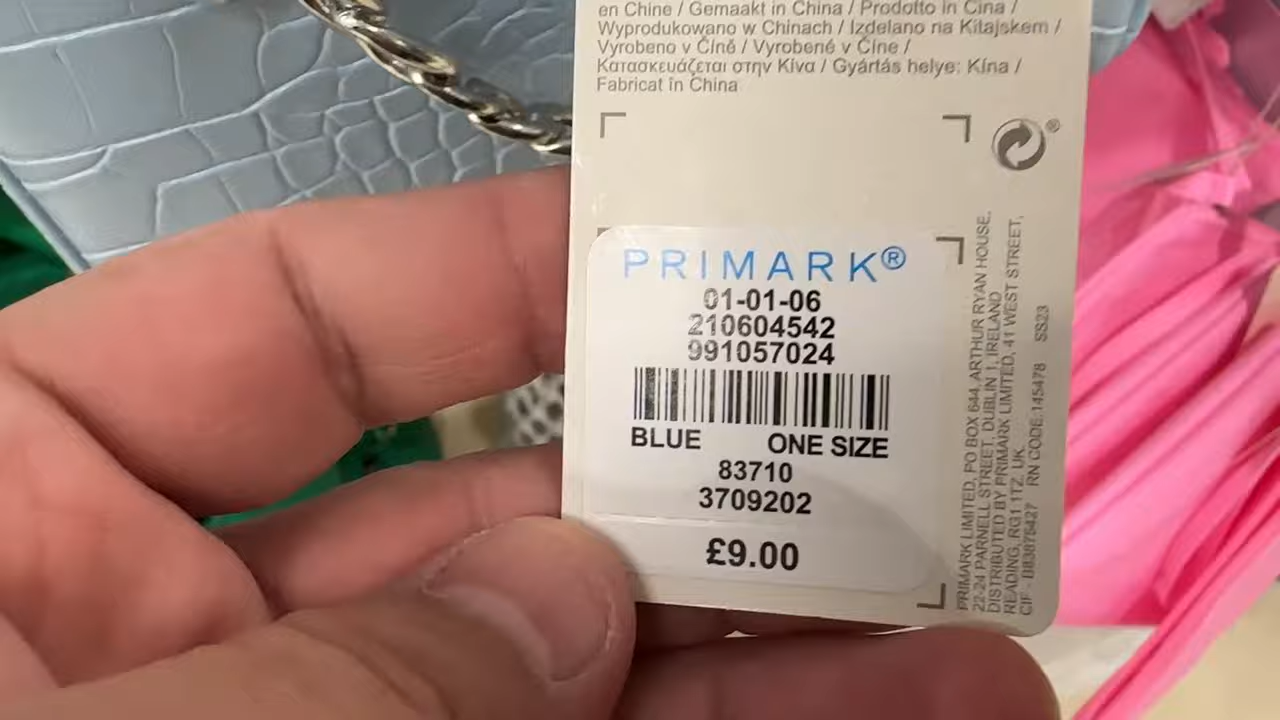 en Chine / Gemaakt in China / Prodotto in Cina /
Wyprodukowano w Chinach / Izdelano na Kitajskem /
Vyrobeno v Číně / Vyrobené v Číne /
Κατασκευάζεται στην Κίνα / Gyártás helye: Kína /
Fabricat în China
PRIMARK®
01-01-06
210604542
991057024
BLUE ONE SIZE
83710
3709202
£9.00
PRIMARK LIMITED, PO BOX 644, ARTHUR RYAN HOUSE,
22-24 PARNELL STREET, DUBLIN 1, IRELAND
DISTRIBUTED BY PRIMARK LIMITED, 41 WEST STREET,
READING, RG1 1TZ, UK
CIF - B83875427 RN CODE:145478 SS23